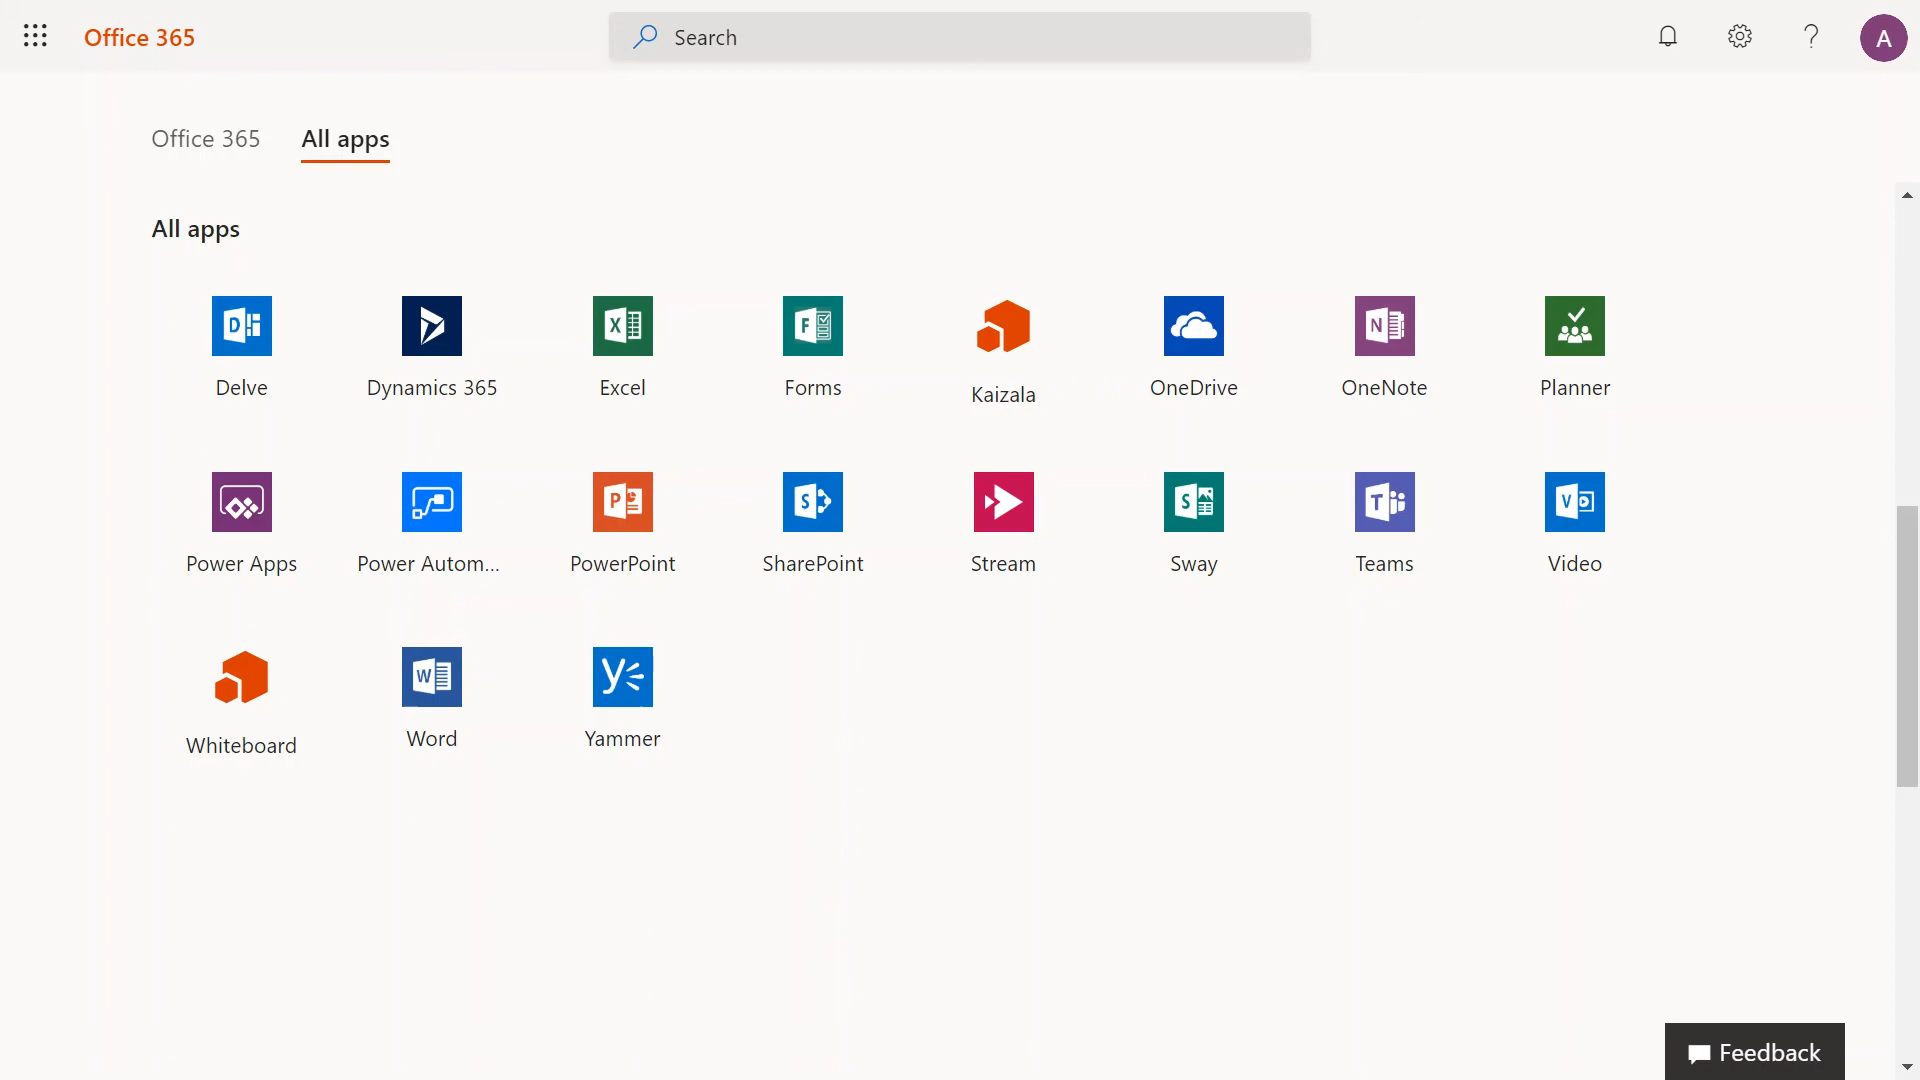 Office 365
Search
A
Office 365 All apps
All apps
Delve Dynamics 365 Excel Forms Kaizala OneDrive OneNote Planner
Power Apps Power Autom... PowerPoint SharePoint Stream Sway Teams Video
Whiteboard Word Yammer
Feedback